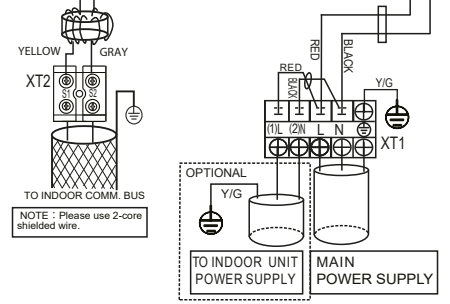 YELLOW GRAY
XT2
S1 S2
TO INDOOR COMM. BUS
NOTE : Please use 2-core
shielded wire.
RED
BLACK
RED
BLACK
Y/G
(1)L (2)N L N
XT1
OPTIONAL
Y/G
TO INDOOR UNIT
POWER SUPPLY
MAIN
POWER SUPPLY